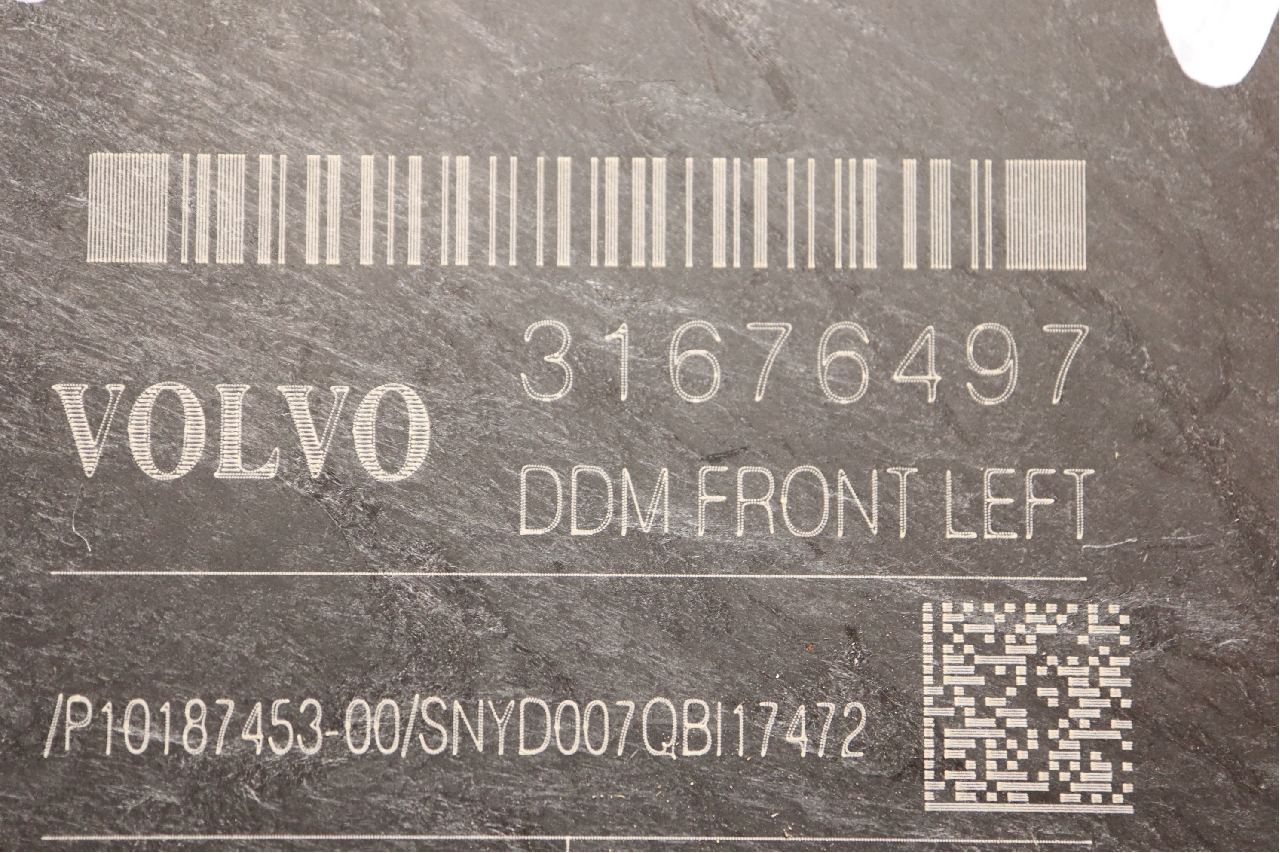 31676497
VOLVO
DDM FRONT LEFT
/P10187453-00/SNYD007QBI17472